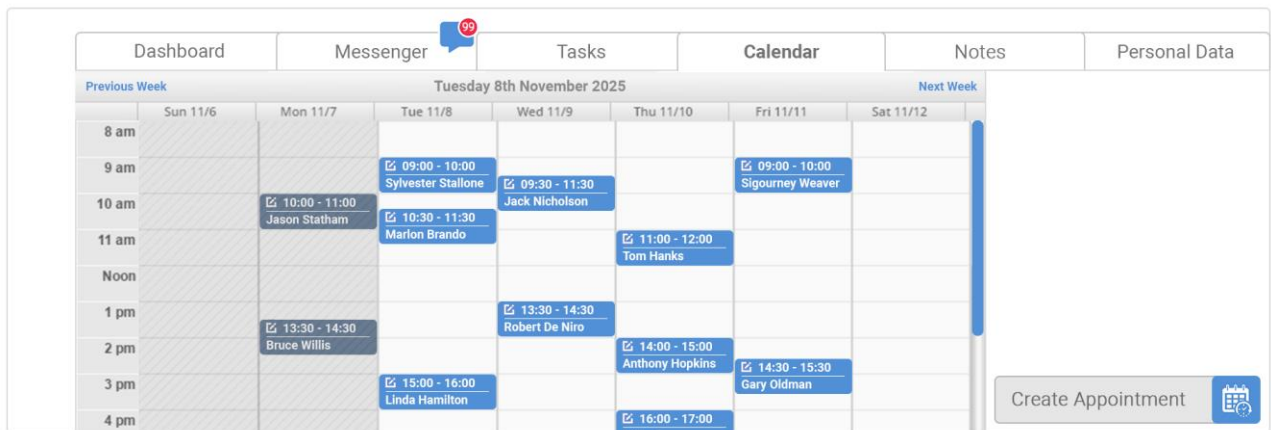 99
Dashboard
Messenger
Tasks
Calendar
Notes
Personal Data
Previous Week
Tuesday 8th November 2025
Next Week
Sun 11/6
Mon 11/7
Tue 11/8
Wed 11/9
Thu 11/10
Fri 11/11
Sat 11/12
8 am
9 am
09:00 - 10:00
Sylvester Stallone
09:30 - 11:30
Jack Nicholson
09:00 - 10:00
Sigourney Weaver
10 am
10:00 - 11:00
Jason Statham
10:30 - 11:30
Marlon Brando
11 am
11:00 - 12:00
Tom Hanks
Noon
1 pm
13:30 - 14:30
Bruce Willis
13:30 - 14:30
Robert De Niro
2 pm
14:00 - 15:00
Anthony Hopkins
14:30 - 15:30
Gary Oldman
3 pm
15:00 - 16:00
Linda Hamilton
4 pm
16:00 - 17:00
Create Appointment